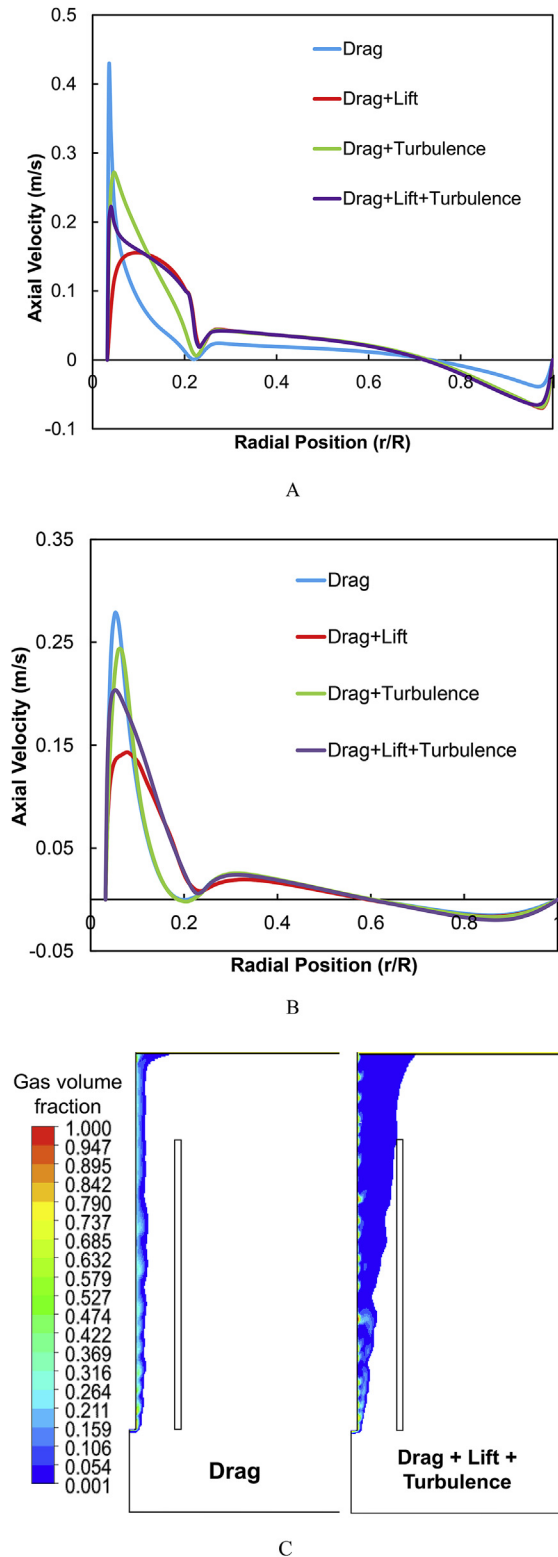 0.5
0.4
0.3
0.2
0.1
0
-0.1
Axial Velocity (m/s)
Drag
Drag+Lift
Drag+Turbulence
Drag+Lift+Turbulence
0 0.2 0.4 0.6 0.8 1
Radial Position (r/R)
A
0.35
0.25
0.15
0.05
-0.05
Axial Velocity (m/s)
Drag
Drag+Lift
Drag+Turbulence
Drag+Lift+Turbulence
0 0.2 0.4 0.6 0.8 1
Radial Position (r/R)
B
Gas volume
fraction
1.000
0.947
0.895
0.842
0.790
0.737
0.685
0.632
0.579
0.527
0.474
0.422
0.369
0.316
0.264
0.211
0.159
0.106
0.054
0.001
Drag
Drag + Lift +
Turbulence
C